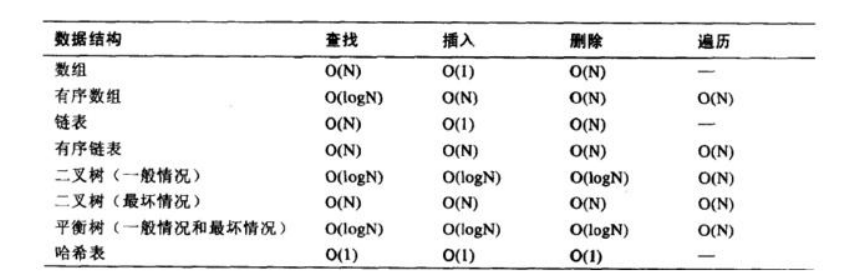 数据结构 查找 插入 删除 遍历
数组 O(N) O(1) O(N) —
有序数组 O(logN) O(N) O(N) O(N)
链表 O(N) O(1) O(N) —
有序链表 O(N) O(N) O(N) O(N)
二叉树（一般情况） O(logN) O(logN) O(logN) O(N)
二叉树（最坏情况） O(N) O(N) O(N) O(N)
平衡树（一般情况和最坏情况） O(logN) O(logN) O(logN) O(N)
哈希表 O(1) O(1) O(1) —